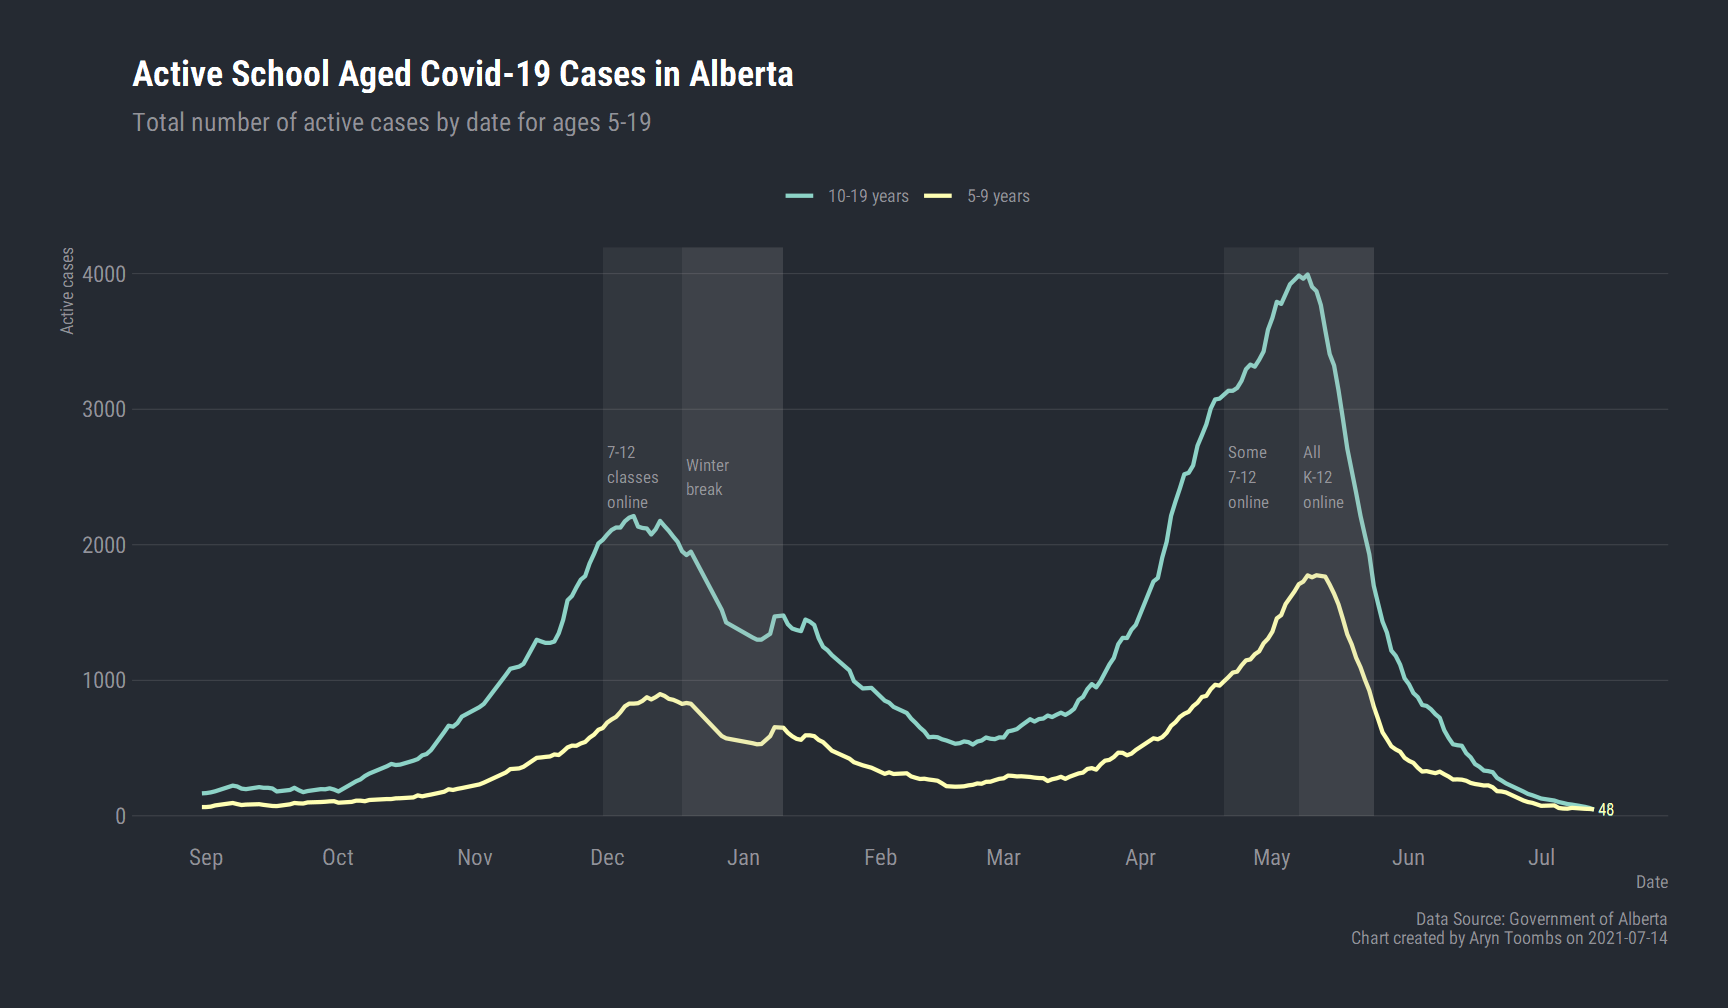 Active School Aged Covid-19 Cases in Alberta
Total number of active cases by date for ages 5-19
10-19 years
5-9 years
Active cases
4000
3000
2000
1000
0
7-12
classes
online
Winter
break
Some
7-12
online
All
K-12
online
48
Sep Oct Nov Dec Jan Feb Mar Apr May Jun Jul
Date
Data Source: Government of Alberta
Chart created by Aryn Toombs on 2021-07-14